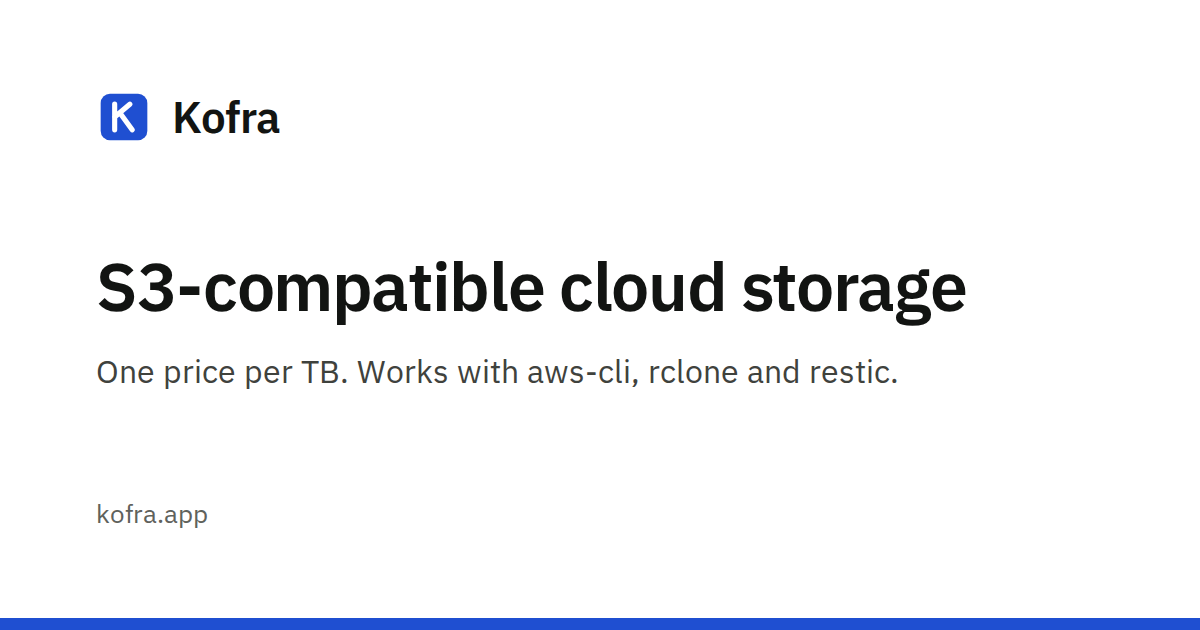 K Kofra
S3-compatible cloud storage
One price per TB. Works with aws-cli, rclone and restic.
kofra.app